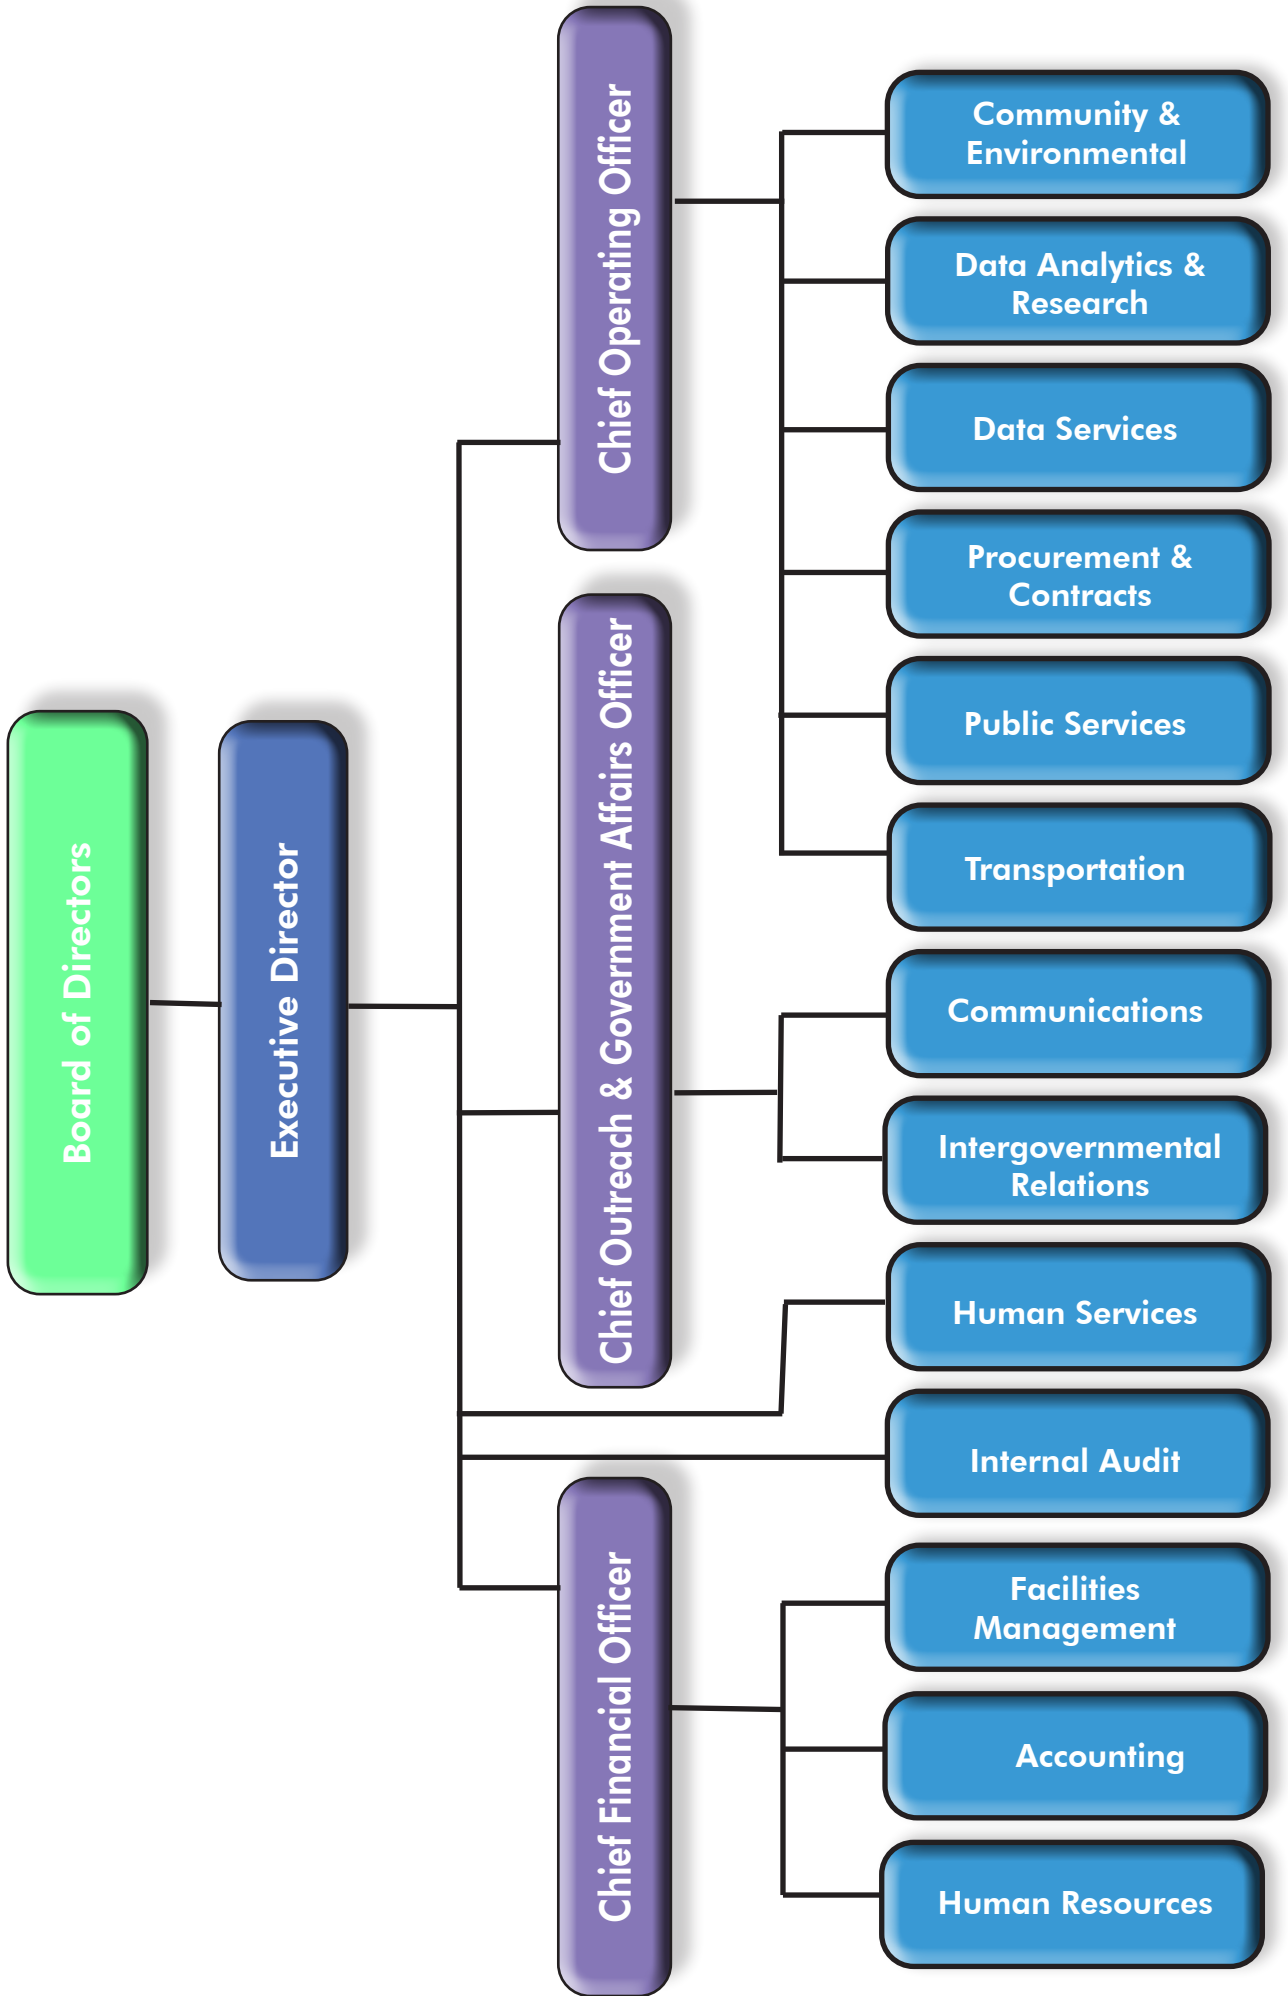 Board of Directors
Executive Director
Chief Operating Officer
Community &
Environmental
Data Analytics &
Research
Data Services
Procurement &
Contracts
Public Services
Transportation
Chief Outreach & Government Affairs Officer
Communications
Intergovernmental
Relations
Human Services
Internal Audit
Chief Financial Officer
Facilities
Management
Accounting
Human Resources